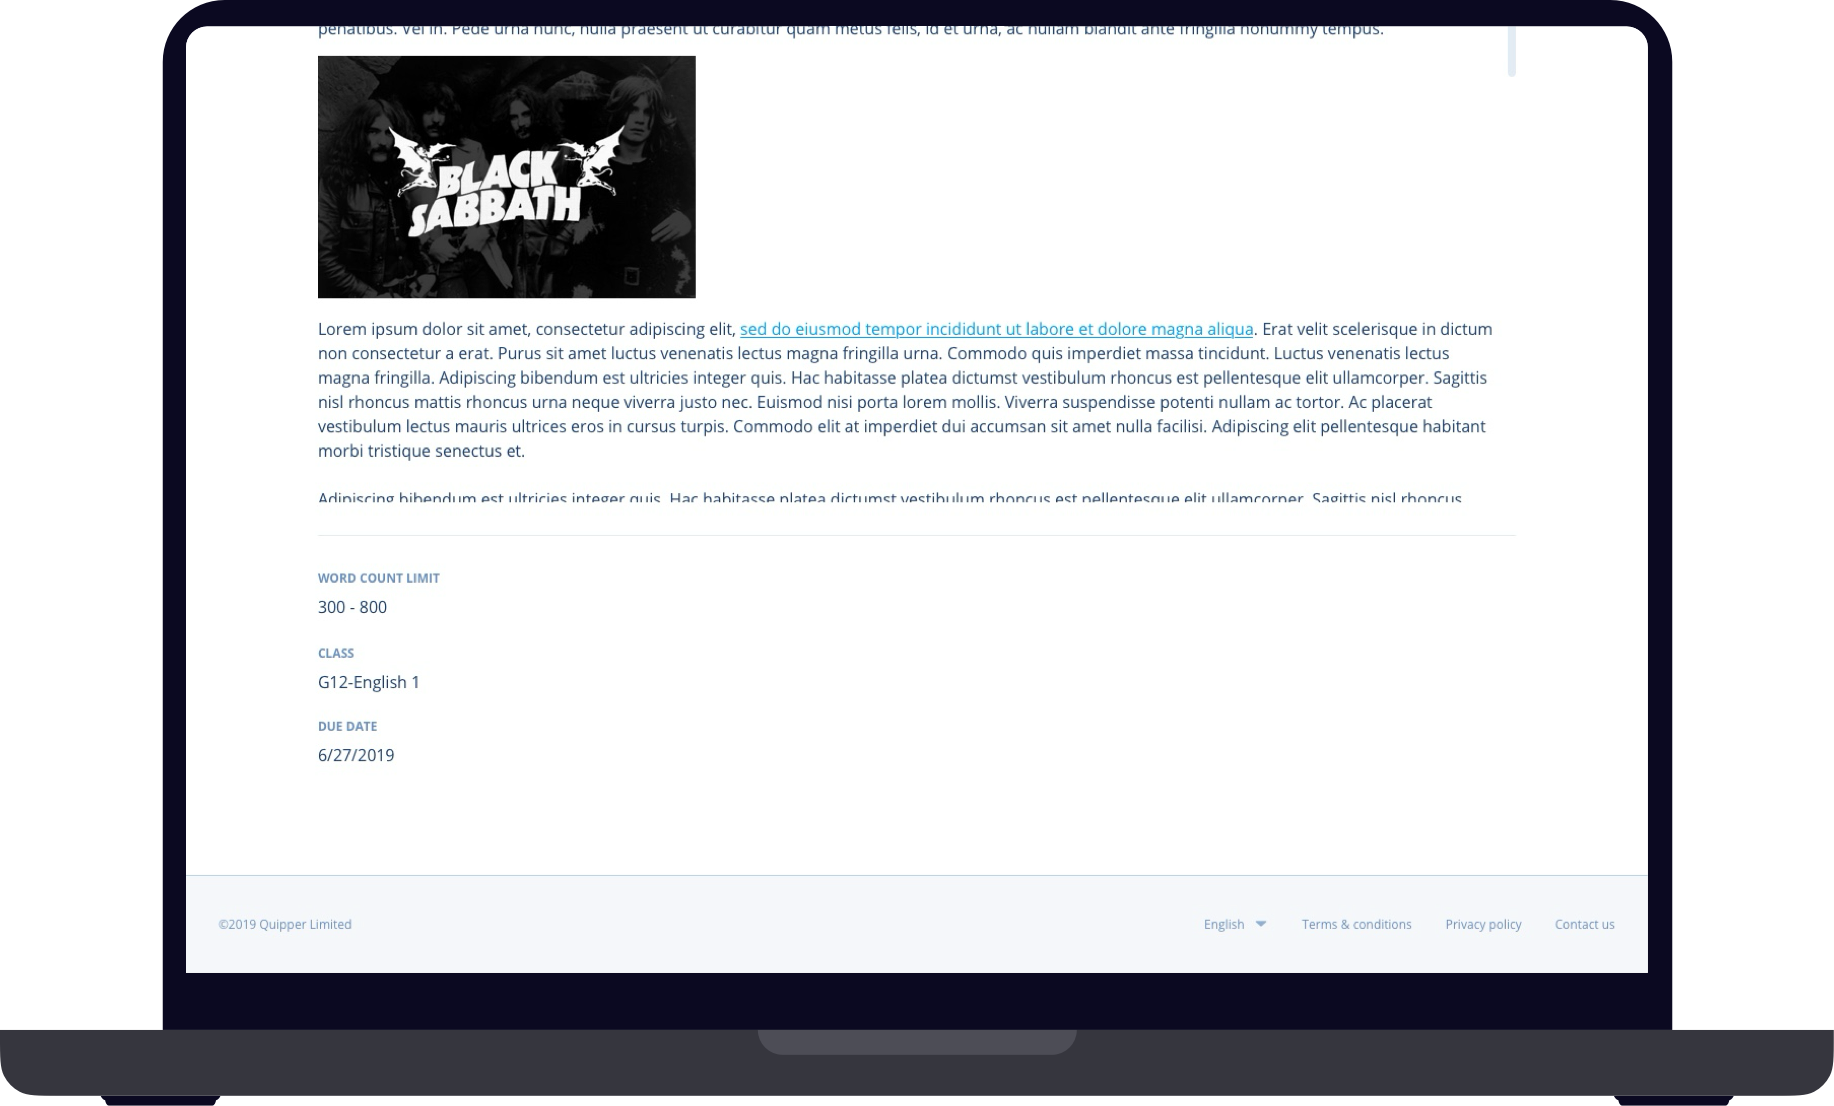 penatibus. Vel in. Pede urna nunc, nulla praesent ut curabitur quam metus felis, id et urna, ac nullam blandit ante fringilla nonummy tempus.
BLACK
SABBATH
Lorem ipsum dolor sit amet, consectetur adipiscing elit, sed do eiusmod tempor incididunt ut labore et dolore magna aliqua. Erat velit scelerisque in dictum
non consectetur a erat. Purus sit amet luctus venenatis lectus magna fringilla urna. Commodo quis imperdiet massa tincidunt. Luctus venenatis lectus
magna fringilla. Adipiscing bibendum est ultricies integer quis. Hac habitasse platea dictumst vestibulum rhoncus est pellentesque elit ullamcorper. Sagittis
nisl rhoncus mattis rhoncus urna neque viverra justo nec. Euismod nisi porta lorem mollis. Viverra suspendisse potenti nullam ac tortor. Ac placerat
vestibulum lectus mauris ultrices eros in cursus turpis. Commodo elit at imperdiet dui accumsan sit amet nulla facilisi. Adipiscing elit pellentesque habitant
morbi tristique senectus et.
Adipiscing bibendum est ultricies integer quis. Hac habitasse platea dictumst vestibulum rhoncus est pellentesque elit ullamcorper. Sagittis nisl rhoncus
WORD COUNT LIMIT
300 - 800
CLASS
G12-English 1
DUE DATE
6/27/2019
©2019 Quipper Limited
English
Terms & conditions
Privacy policy
Contact us